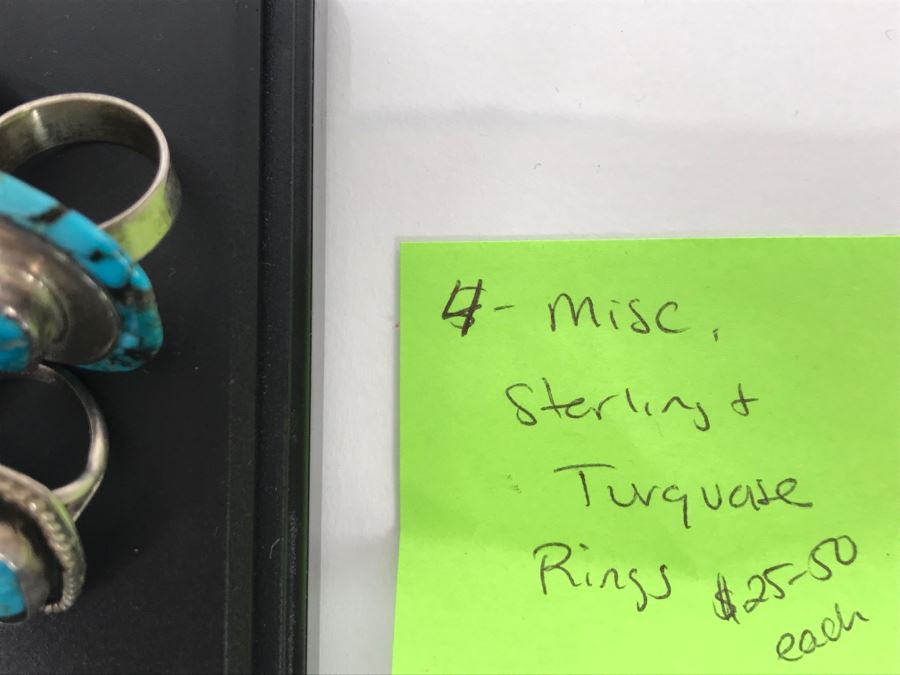 4- Misc.
Sterling +
Turquase
Rings $25-50
each